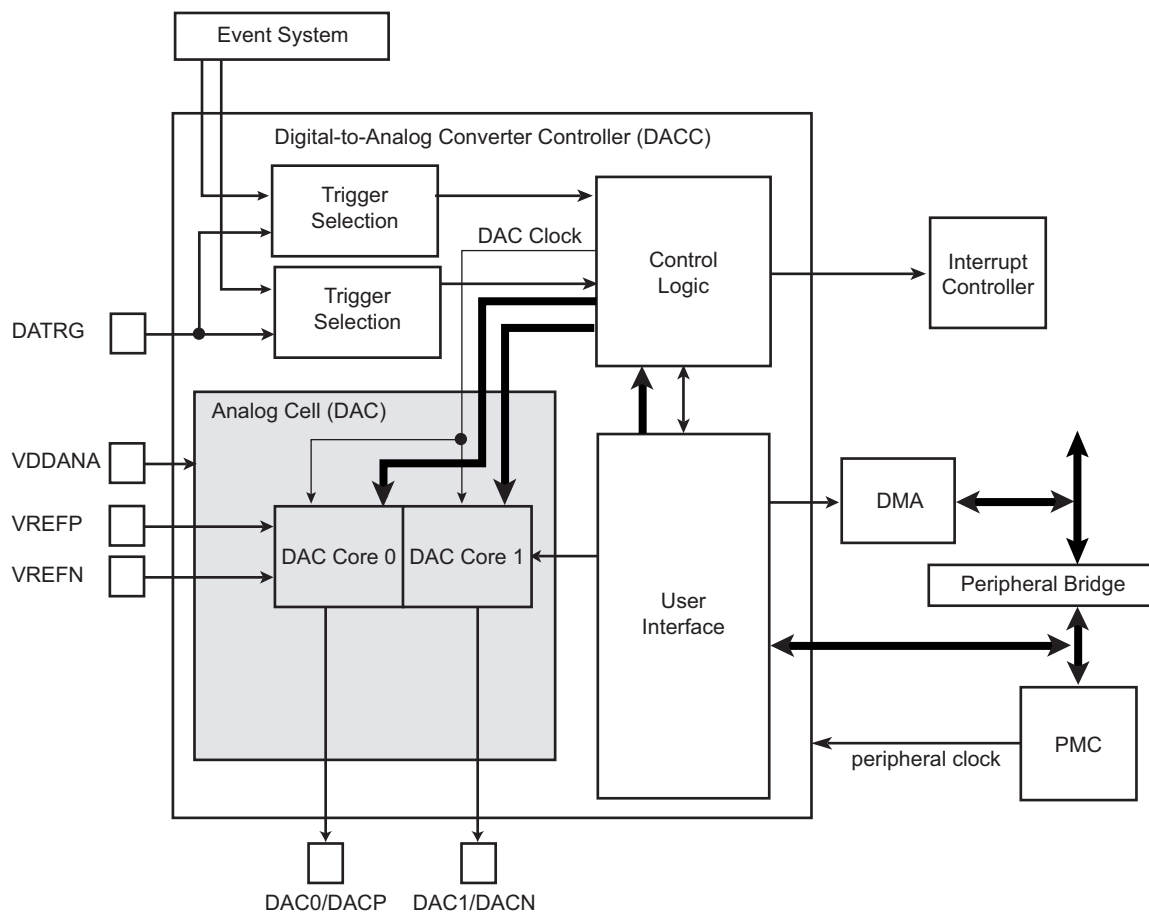 Event System
Digital-to-Analog Converter Controller (DACC)
Trigger
Selection
DAC Clock
Control
Logic
Interrupt
Controller
Trigger
Selection
DATRG
Analog Cell (DAC)
VDDANA
DMA
VREFP
DAC Core 0
DAC Core 1
VREFN
Peripheral Bridge
User
Interface
PMC
peripheral clock
DAC0/DACP
DAC1/DACN